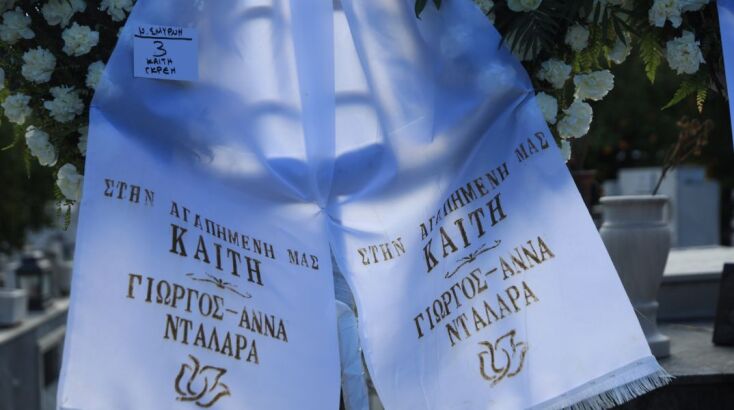 Ν. ΣΜΥΡΝΗ
3
ΚΑΙΤΗ
ΓΚΡΕΗ
ΣΤΗΝ ΑΓΑΠΗΜΕΝΗ ΜΑΣ
ΚΑΙΤΗ
ΓΙΩΡΓΟΣ-ΑΝΝΑ
ΝΤΑΛΑΡΑ
ΣΤΗΝ ΑΓΑΠΗΜΕΝΗ ΜΑΣ
ΚΑΙΤΗ
ΓΙΩΡΓΟΣ-ΑΝΝΑ
ΝΤΑΛΑΡΑ